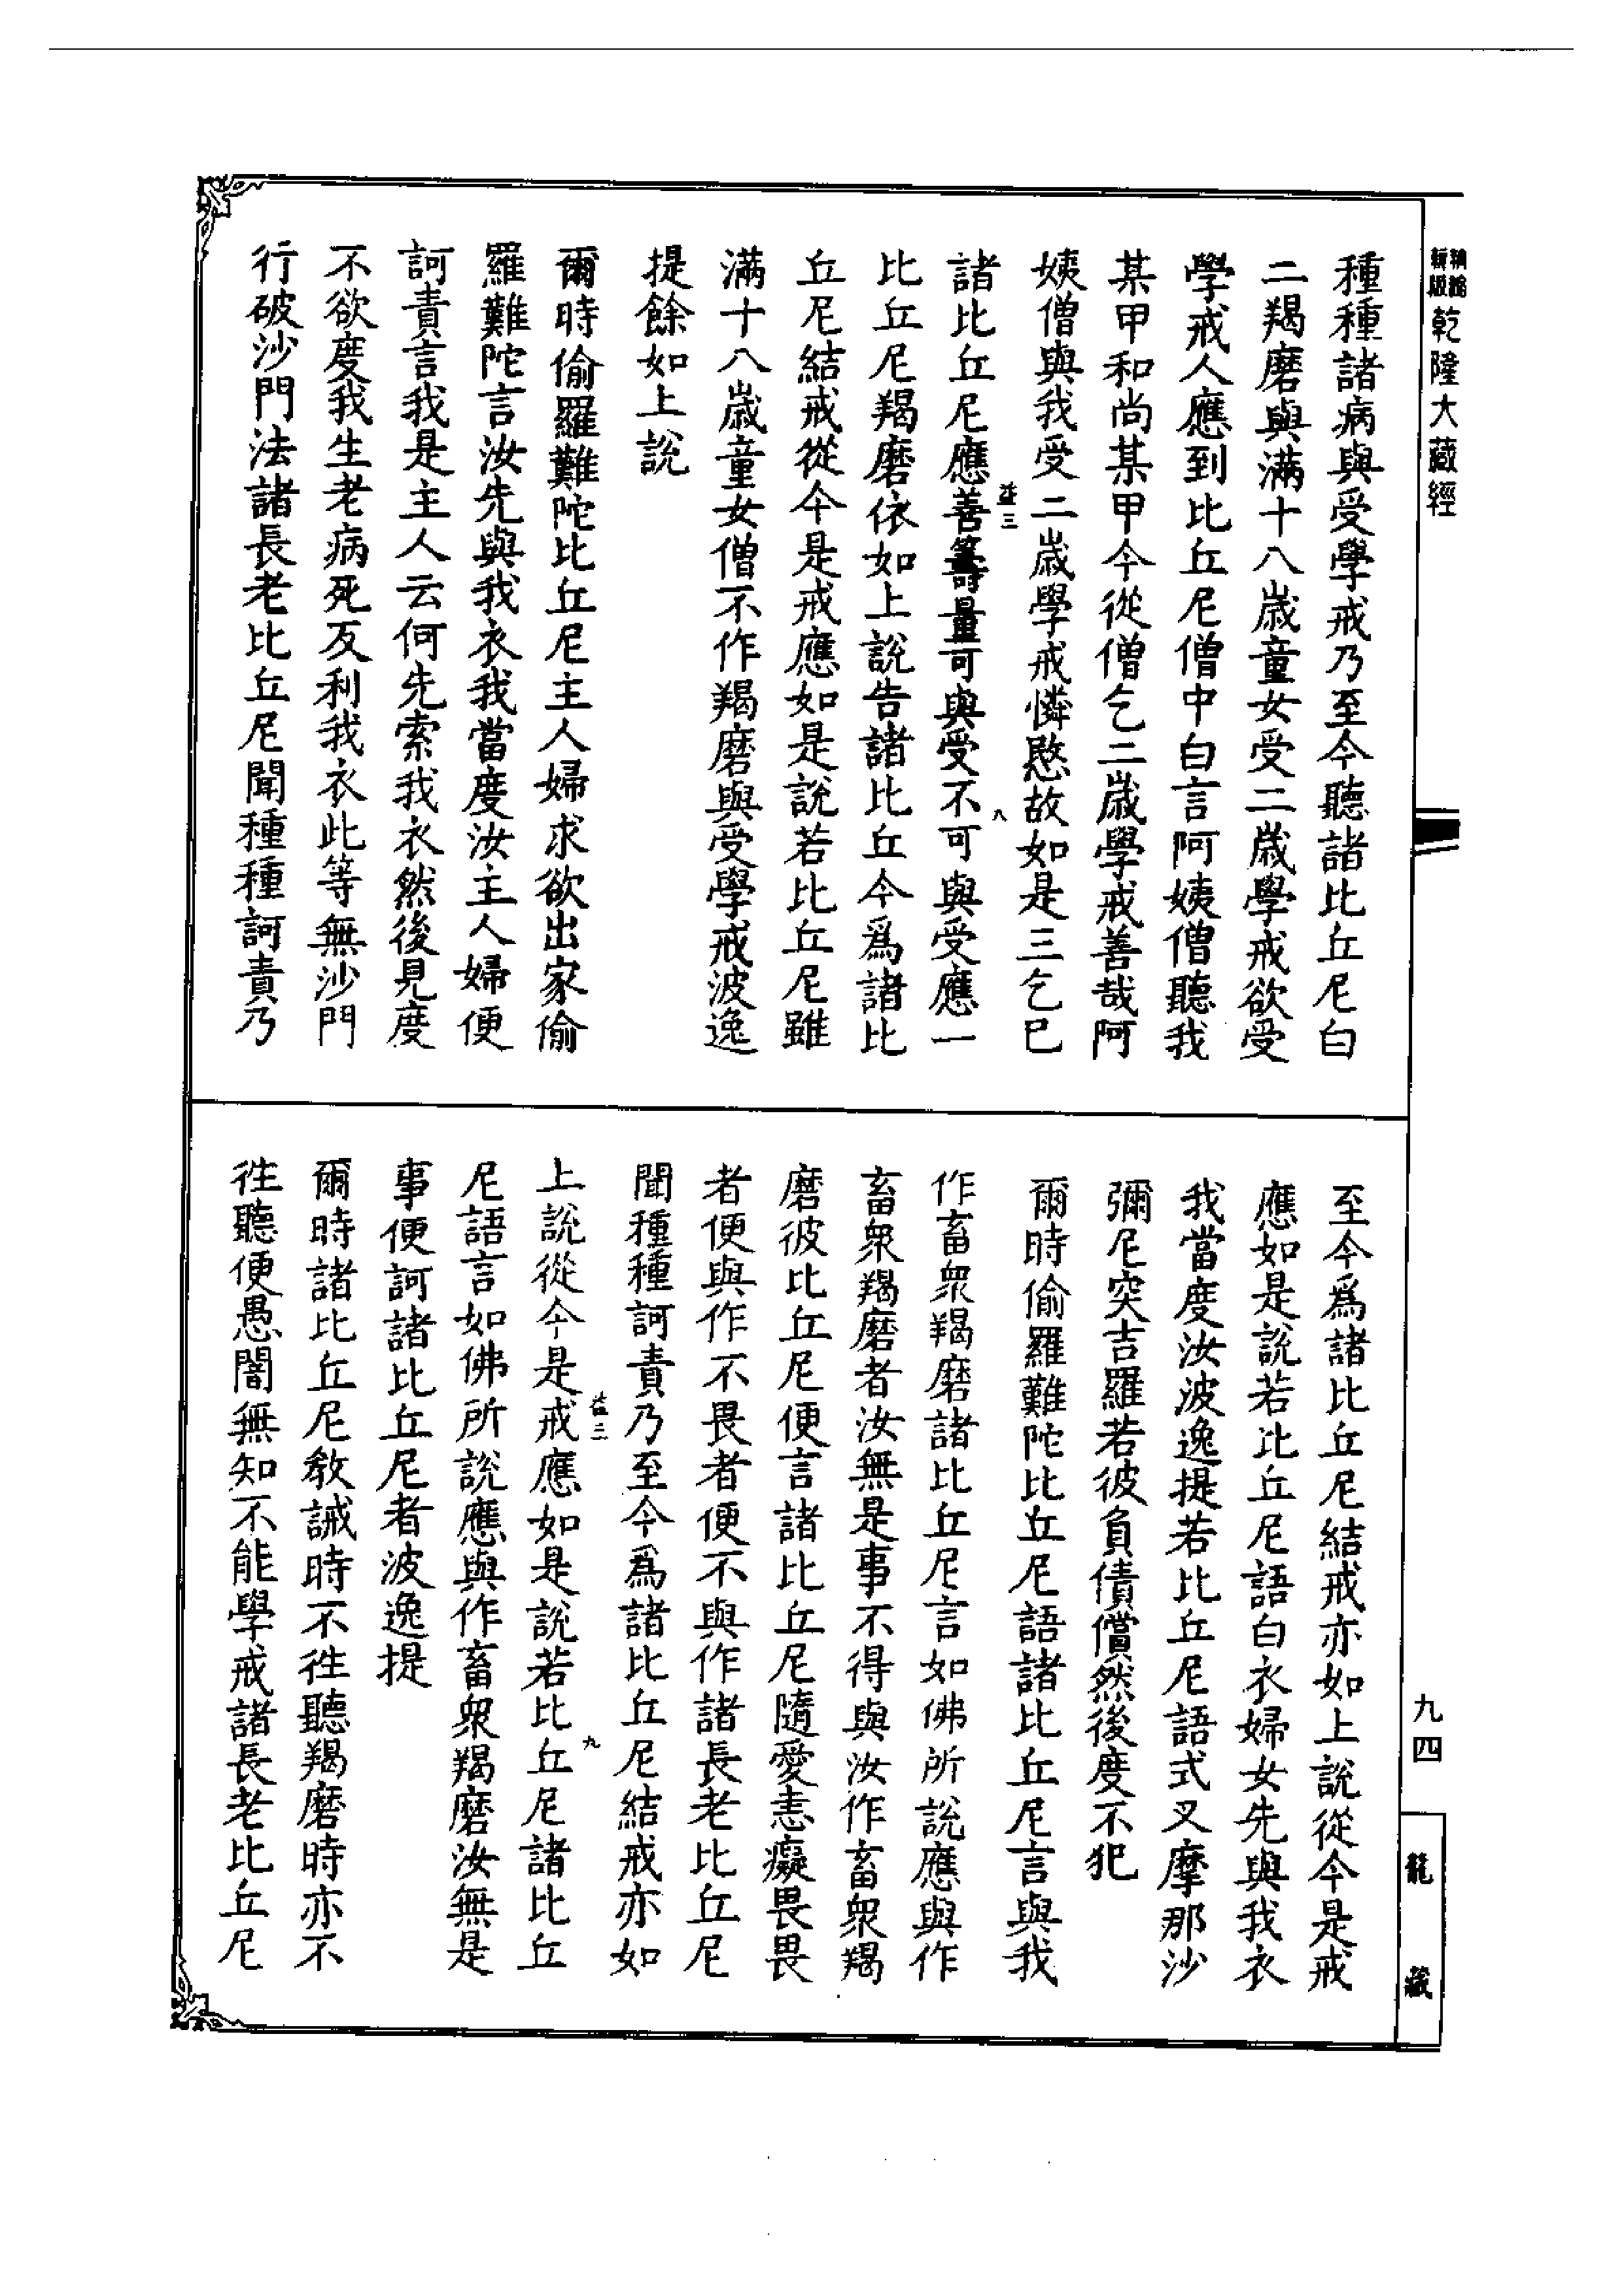 乾隆大藏經
種種諸病與受學戒乃至今聽諸比丘尼白
二羯磨與滿十八歲童女受二歲學戒欲受
學戒人應到比丘尼僧中白言阿姨僧聽我
某甲和尚某甲今從僧乞二歲學戒善哉阿
姨僧與我受二歲學戒憐愍故如是三乞已
益三
八
諸比丘尼應善籌量可與受不可與受應一
比丘尼羯磨依如上說告諸比丘今爲諸比
丘尼結戒從今是戒應如是說若比丘尼雖
滿十八歲童女僧不作羯磨與受學戒波逸
提餘如上說
爾時偷羅難陀比丘尼主人婦求欲出家偷
羅難陀言汝先與我衣我當度汝主人婦便
訶責言我是主人云何先索我衣然後見度
不欲度我生老病死反利我衣此等無沙門
行破沙門法諸長老比丘尼聞種種訶責乃
至今爲諸比丘尼結戒亦如上說從今是戒
應如是說若比丘尼語白衣婦女先與我衣
我當度汝波逸提若比丘尼語式叉摩那沙
彌尼突吉羅若彼負債償然後度不犯
爾時偷羅難陀比丘尼語諸比丘尼言與我
作畜衆羯磨諸比丘尼言如佛所說應與作
畜衆羯磨者汝無是事不得與汝作畜衆羯
磨彼比丘尼便言諸比丘尼隨愛恚癡畏畏
者便與作不畏者便不與作諸長老比丘尼
聞種種訶責乃至今爲諸比丘尼結戒亦如
益三
九
上說從今是戒應如是說若比丘尼諸比丘
尼語言如佛所說應與作畜衆羯磨汝無是
事便訶諸比丘尼者波逸提
爾時諸比丘尼教誡時不往聽羯磨時亦不
往聽便愚闇無知不能學戒諸長老比丘尼
九四
龍藏